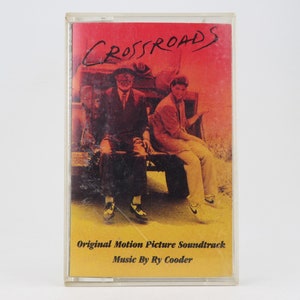 CROSSROADS
Original Motion Picture Soundtrack
Music By Ry Cooder